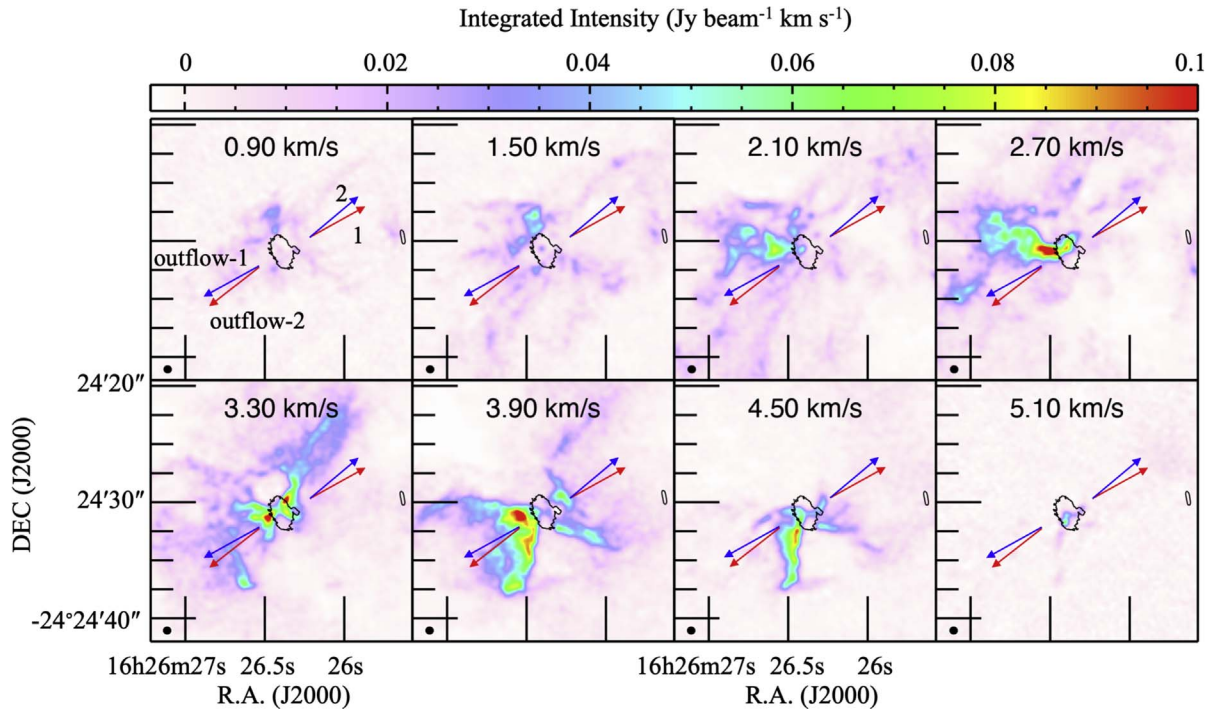 Integrated Intensity (Jy beam⁻¹ km s⁻¹)
0 0.02 0.04 0.06 0.08 0.1
0.90 km/s 1.50 km/s 2.10 km/s 2.70 km/s
2
1
outflow-1
outflow-2
24′20″
3.30 km/s 3.90 km/s 4.50 km/s 5.10 km/s
24′30″
DEC (J2000)
-24°24′40″
16h26m27s 26.5s 26s 16h26m27s 26.5s 26s
R.A. (J2000) R.A. (J2000)